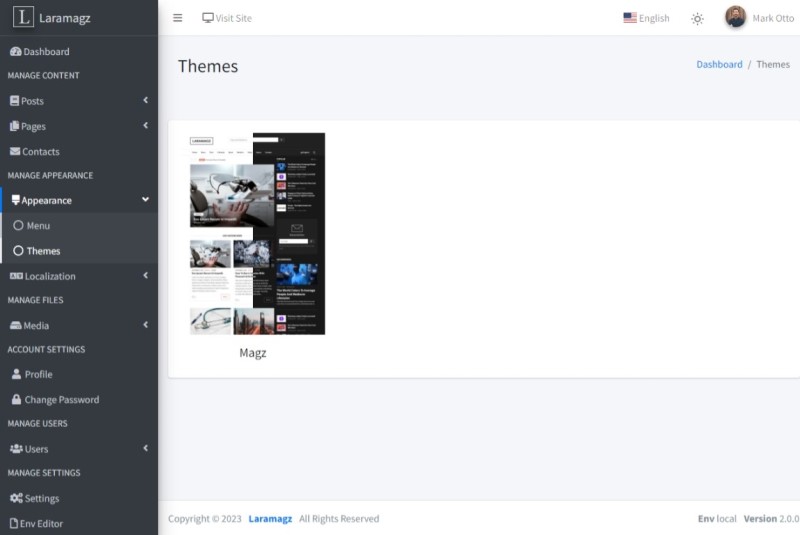 L Laramagz
Visit Site
English
Mark Otto
Dashboard
MANAGE CONTENT
Posts
Pages
Contacts
MANAGE APPEARANCE
Appearance
Menu
Themes
Localization
MANAGE FILES
Media
ACCOUNT SETTINGS
Profile
Change Password
MANAGE USERS
Users
MANAGE SETTINGS
Settings
Env Editor
Themes
Dashboard / Themes
Magz
Copyright © 2023 Laramagz All Rights Reserved
Env local Version 2.0.0